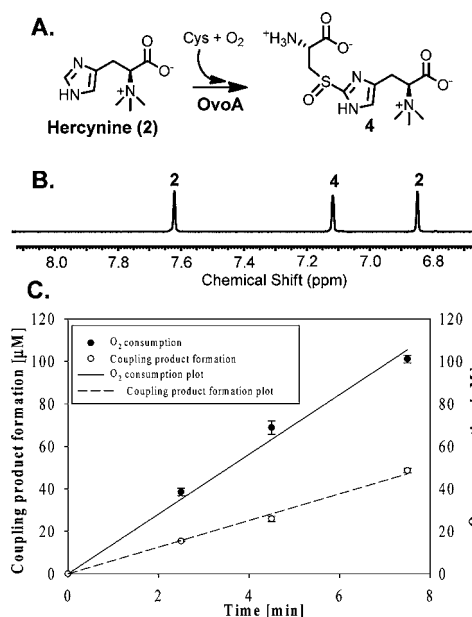 A.
Cys + O2
OvoA
Hercynine (2)
4
O
O-
N+
N
NH
+H3N
O
O-
S
O
N
HN
O
O-
N+
B.
2 4 2
8.0 7.8 7.6 7.4 7.2 7.0 6.8
Chemical Shift (ppm)
C.
Coupling product formation [µM]
120 120
100 100
80 80
60 60
40 40
20 20
0 0
O2 consumption
Coupling product formation
O2 consumption plot
Coupling product formation plot
0 2 4 6 8
Time [min]